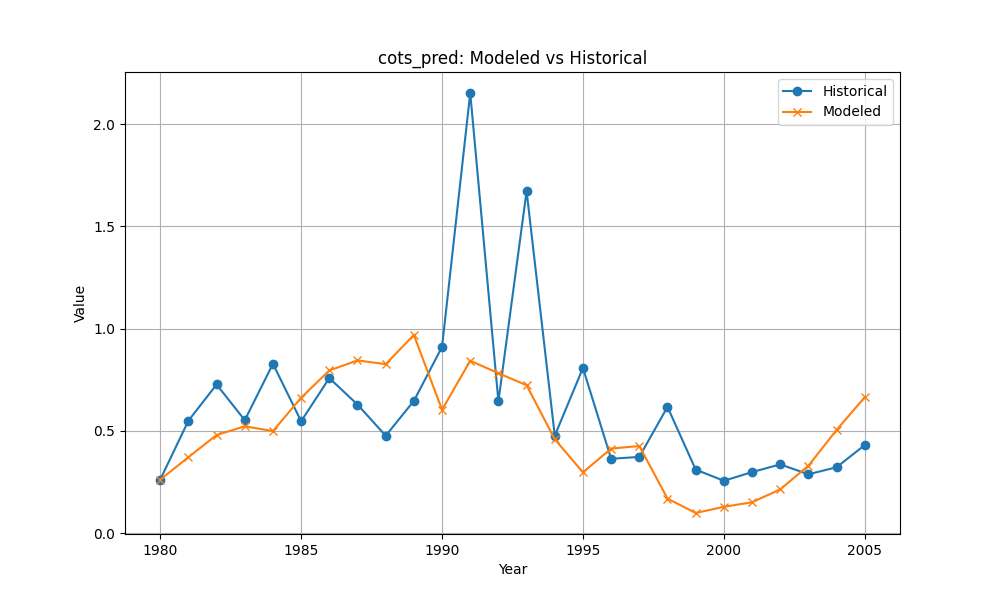 cots_pred: Modeled vs Historical
Historical
Modeled
2.0
1.5
1.0
0.5
0.0
Value
1980
1985
1990
1995
2000
2005
Year